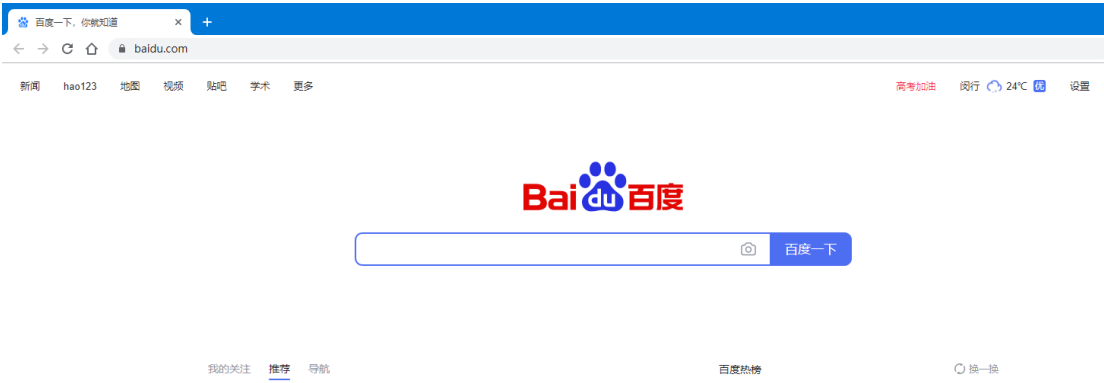 百度一下，你就知道
baidu.com
新闻 hao123 地图 视频 贴吧 学术 更多 高考加油 闵行 24℃ 优 设置
Bai du 百度
百度一下
我的关注 推荐 导航 百度热榜 换一换